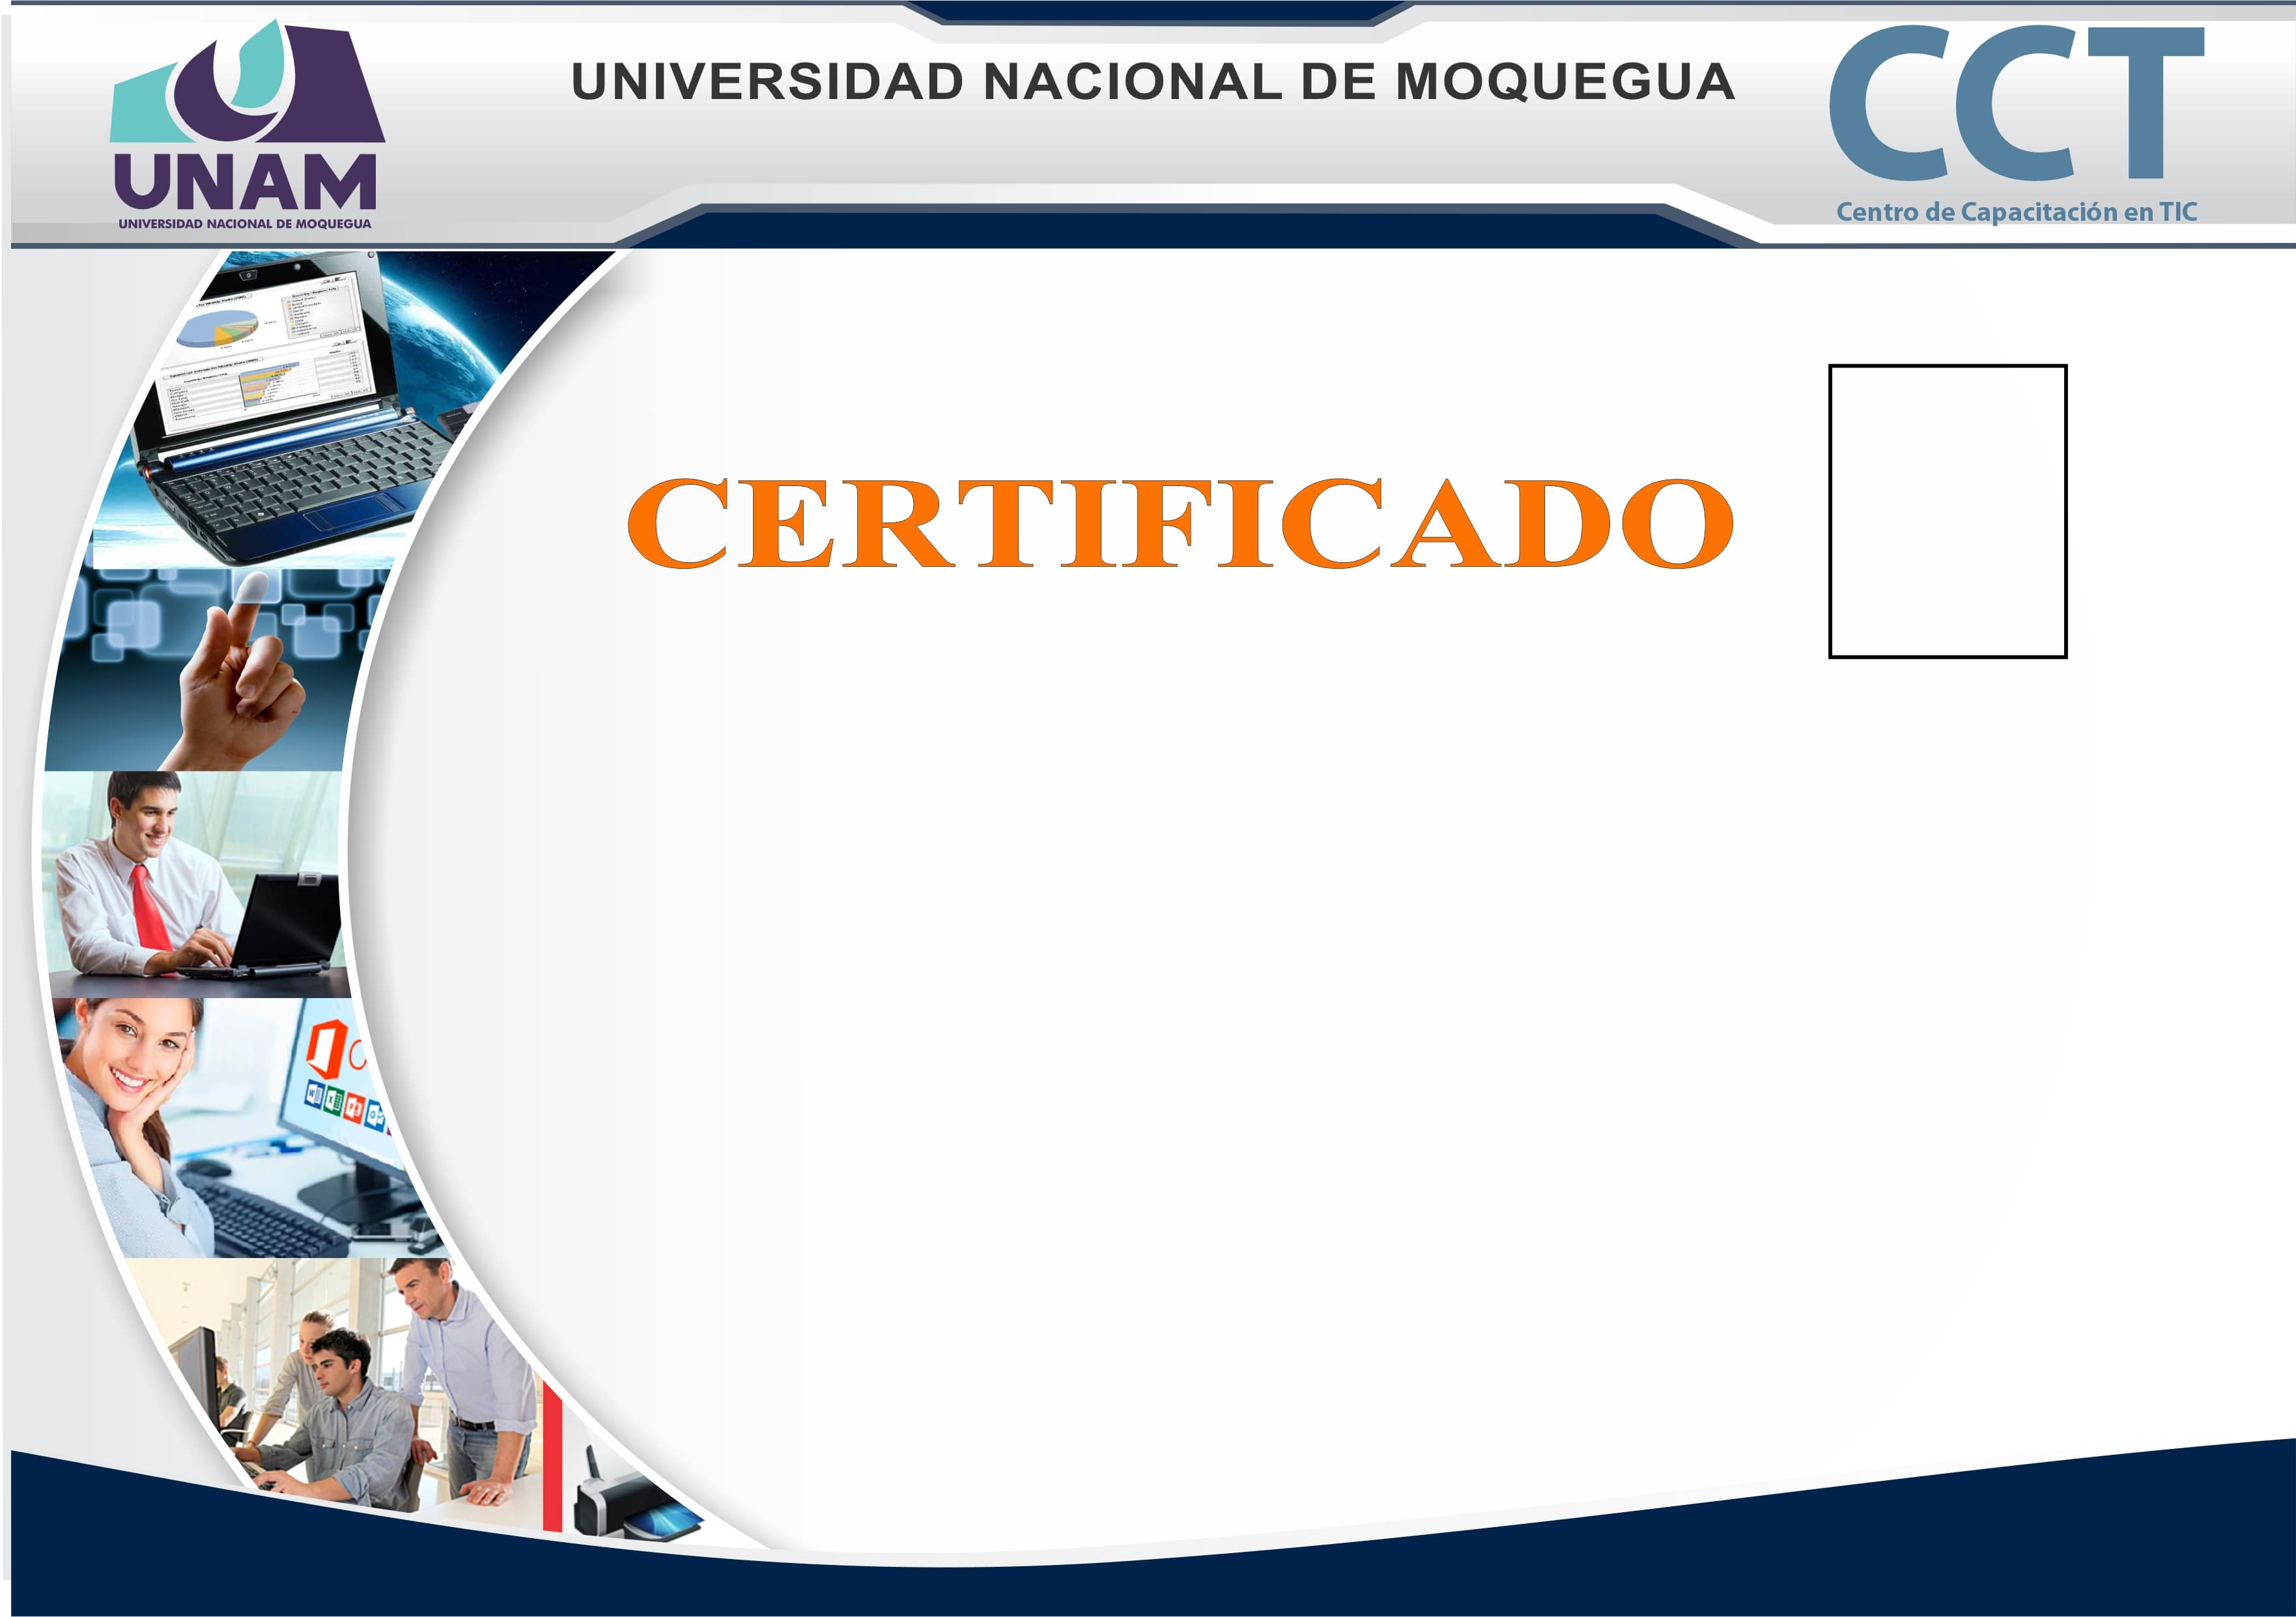 UNIVERSIDAD NACIONAL DE MOQUEGUA
CCT
Centro de Capacitación en TIC
UNAM
UNIVERSIDAD NACIONAL DE MOQUEGUA
CERTIFICADO